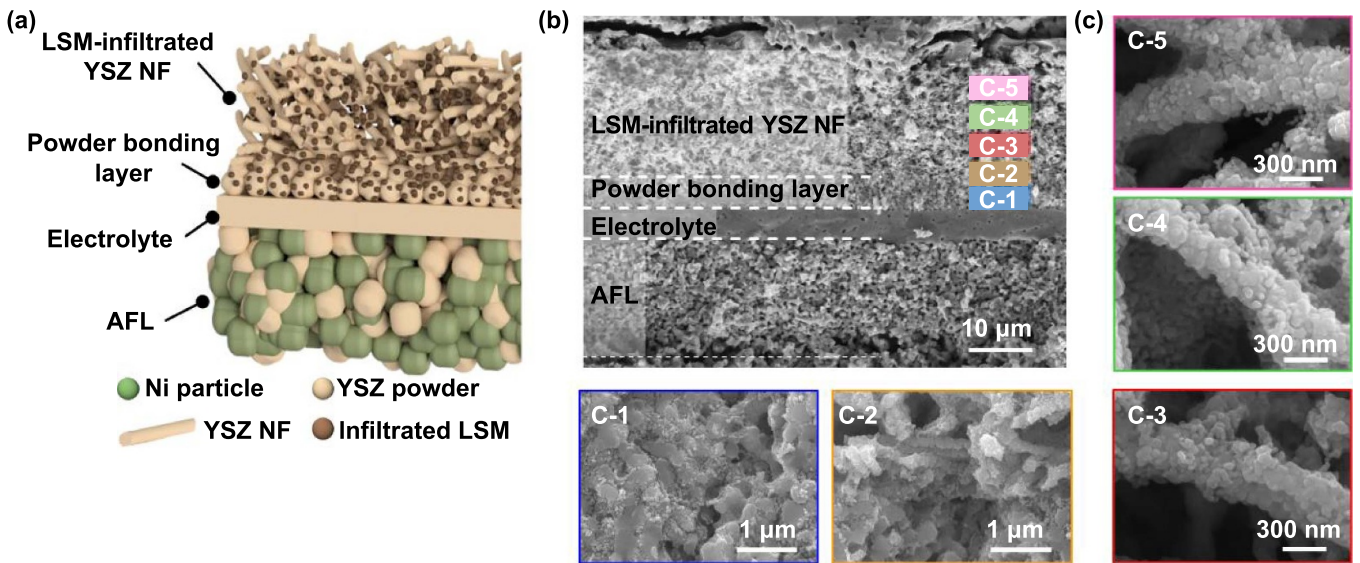 (a)
LSM-infiltrated
YSZ NF
Powder bonding
layer
Electrolyte
AFL
Ni particle
YSZ powder
YSZ NF
Infiltrated LSM
(b)
LSM-infiltrated YSZ NF
Powder bonding layer
Electrolyte
AFL
C-5
C-4
C-3
C-2
C-1
10 µm
C-1
1 µm
C-2
1 µm
(c)
C-5
300 nm
C-4
300 nm
C-3
300 nm